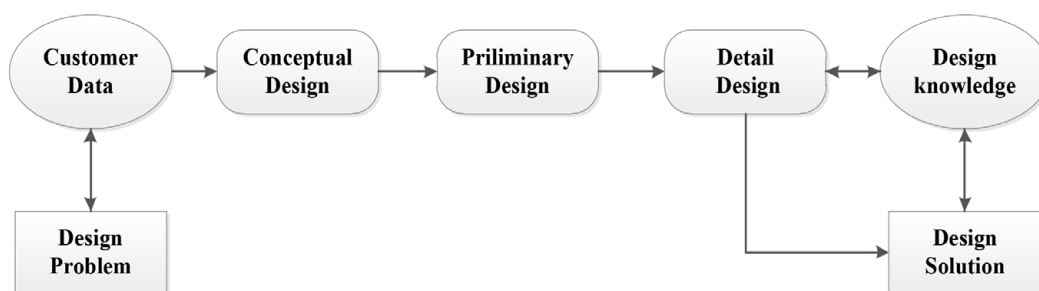 Customer
Data
Conceptual
Design
Priliminary
Design
Detail
Design
Design
knowledge
Design
Problem
Design
Solution